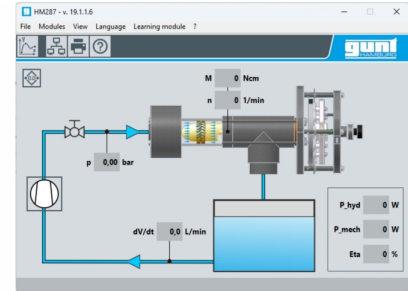 HM287 - v. 19.1.1.6
File Modules View Language Learning module ?
gunt
HAMBURG
M 0 Ncm
n 0 1/min
p 0,00 bar
dV/dt 0,0 L/min
P_hyd 0 W
P_mech 0 W
Eta 0 %